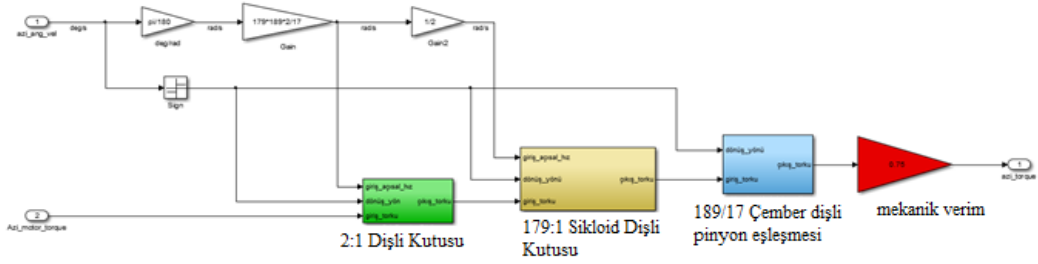 1
azi_ang_vel
deg/s
pi/180
deg/rad
rad/s
179*189*2/17
Gain
rad/s
1/2
Gain2
rad/s
Sign
2
Azi_motor_torque
giriş_açısal_hız
dönüş_yön
giriş_torku
çıkış_torku
2:1 Dişli Kutusu
giriş_açısal_hız
dönüş_yönü
giriş_torku
çıkış_torku
179:1 Sikloid Dişli
Kutusu
dönüş_yönü
giriş_torku
çıkış_torku
189/17 Çember dişli
pinyon eşleşmesi
mekanik verim
1
azi_torque